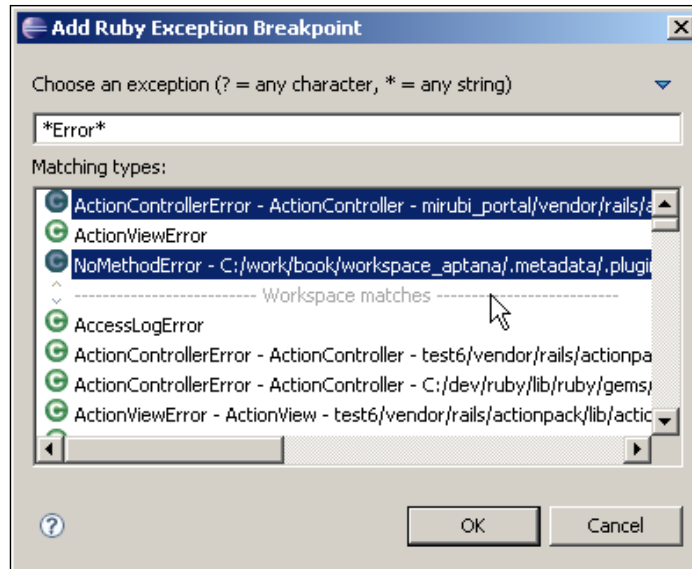 Add Ruby Exception Breakpoint
Choose an exception (? = any character, * = any string)
*Error*
Matching types:
ActionControllerError - ActionController - mirubi_portal/vendor/rails/a
ActionViewError
NoMethodError - C:/work/book/workspace_aptana/.metadata/.plugi
Workspace matches
AccessLogError
ActionControllerError - ActionController - test6/vendor/rails/actionpa
ActionControllerError - ActionController - C:/dev/ruby/lib/ruby/gems/
ActionViewError - ActionView - test6/vendor/rails/actionpack/lib/actic
OK Cancel